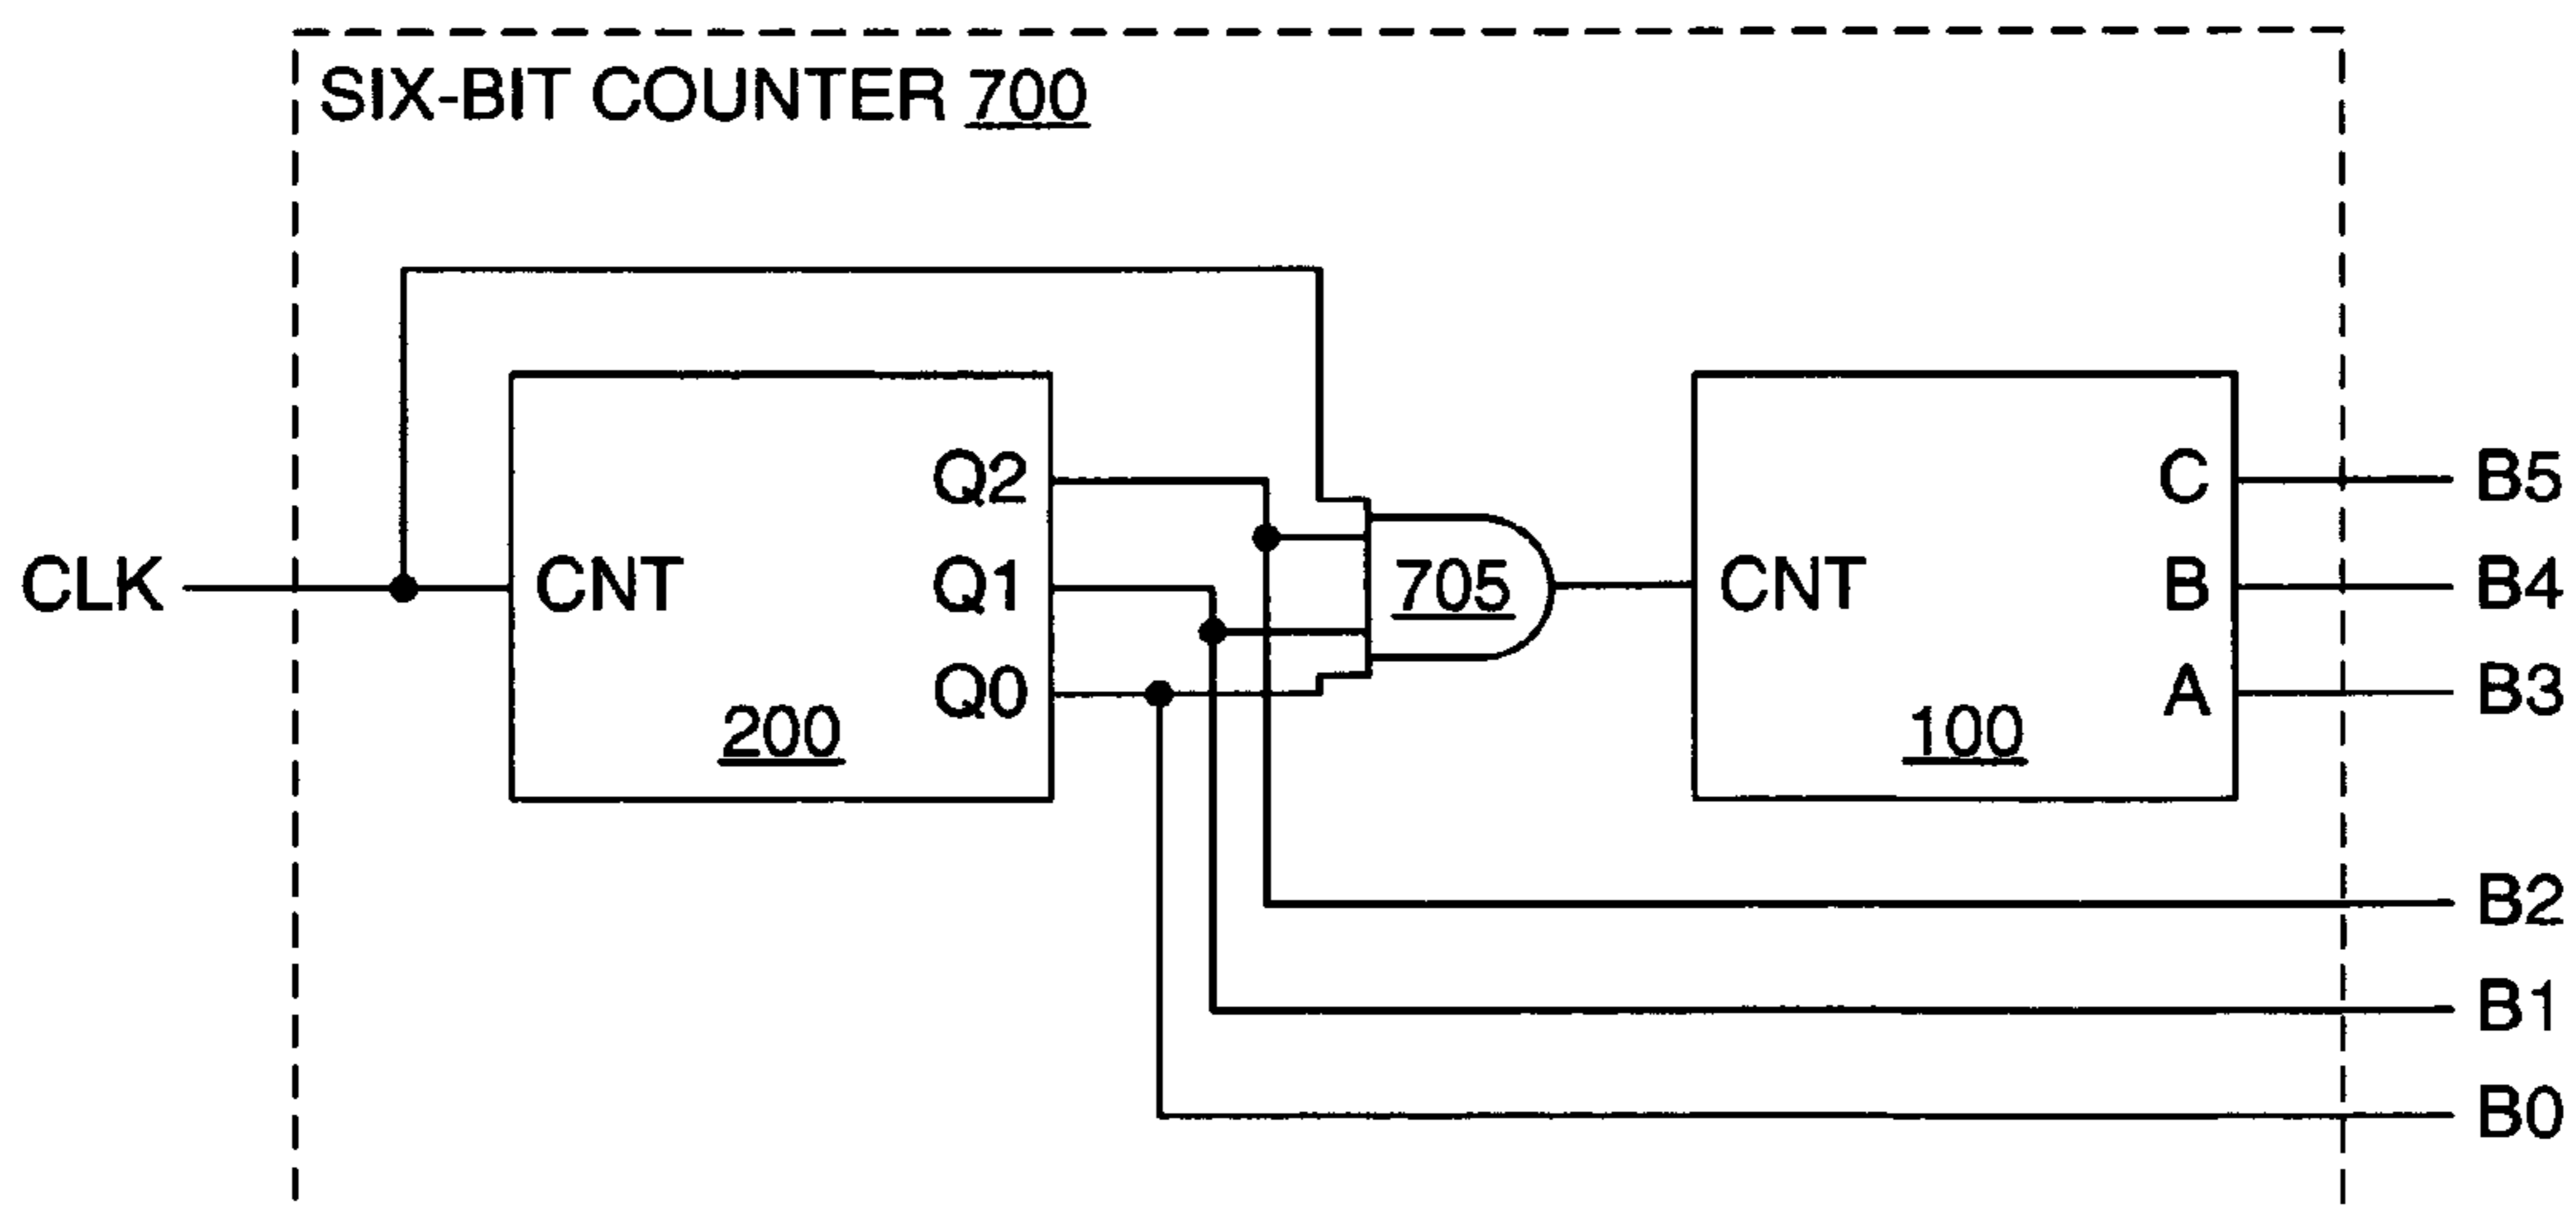 SIX-BIT COUNTER 700
CLK
CNT
Q2
Q1
Q0
200
705
CNT
C
B
A
100
B5
B4
B3
B2
B1
B0